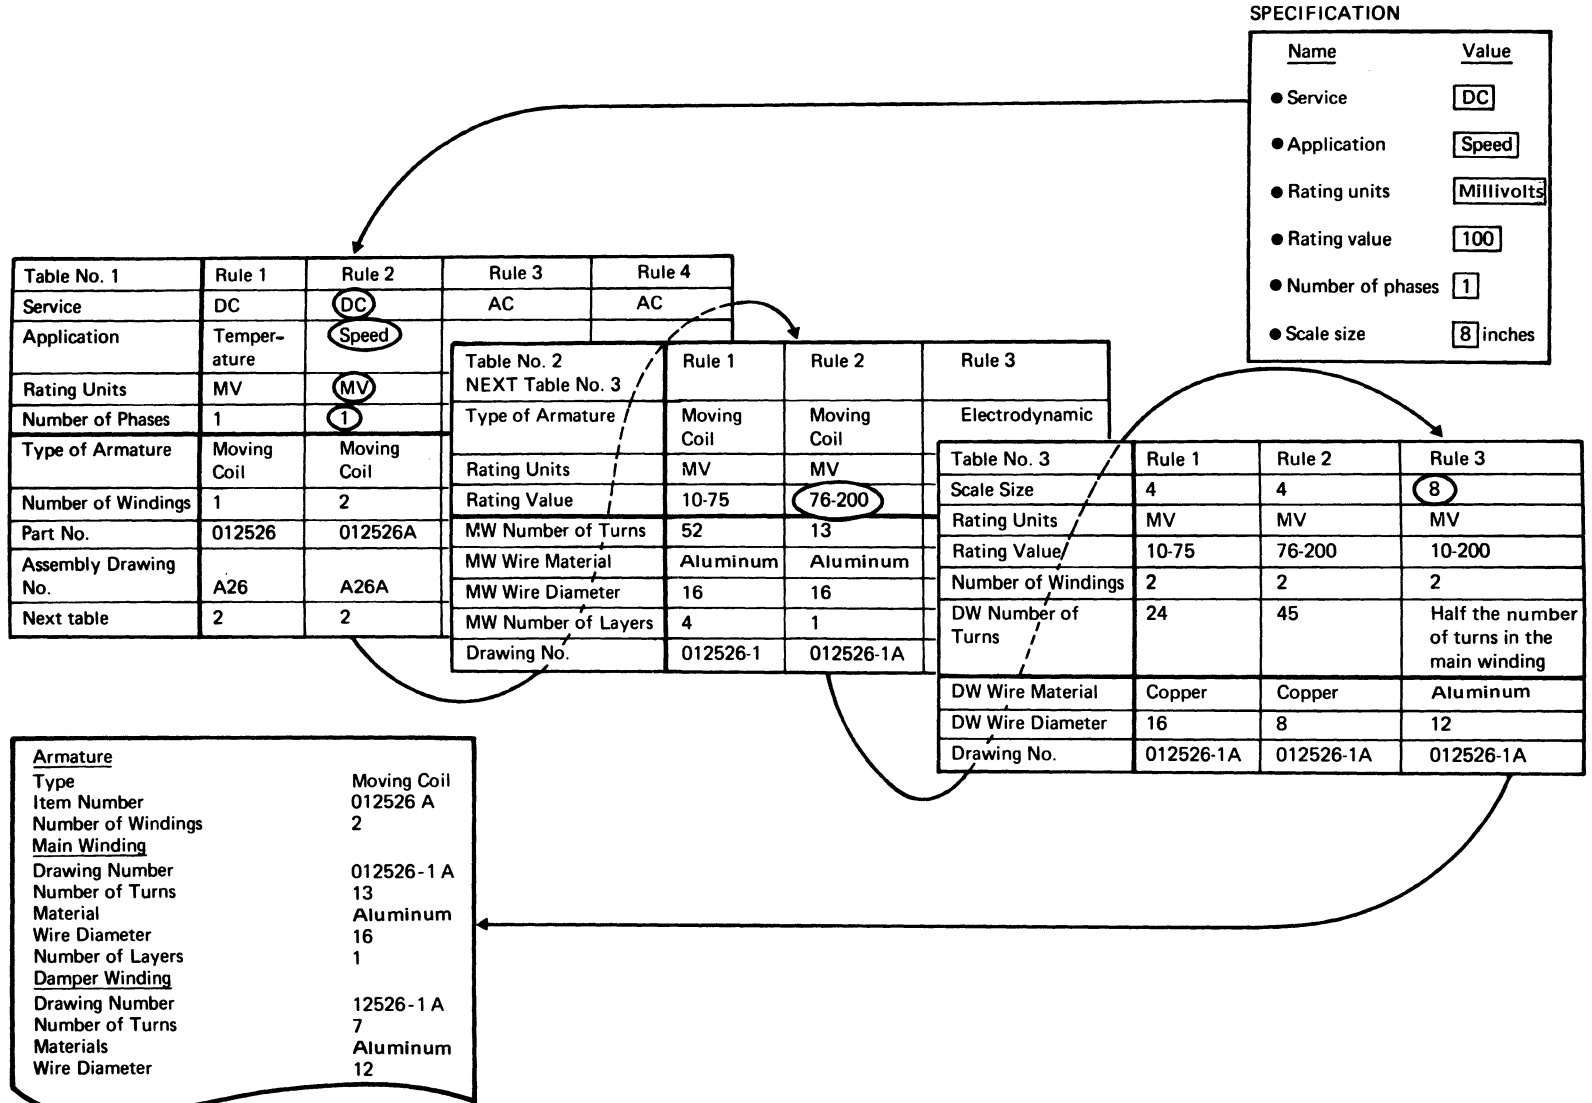 SPECIFICATION
Name Value
● Service DC
● Application Speed
● Rating units Millivolts
● Rating value 100
● Number of phases 1
● Scale size 8 inches
Table No. 1 Rule 1 Rule 2 Rule 3 Rule 4
Service DC DC AC AC
Application Temper- Speed
ature
Rating Units MV MV
Number of Phases 1 1
Type of Armature Moving Moving
Coil Coil
Number of Windings 1 2
Part No. 012526 012526A
Assembly Drawing
No. A26 A26A
Next table 2 2
Table No. 2 Rule 1 Rule 2 Rule 3
NEXT Table No. 3
Type of Armature Moving Moving Electrodynamic
Coil Coil
Rating Units MV MV
Rating Value 10-75 76-200
MW Number of Turns 52 13
MW Wire Material Aluminum Aluminum
MW Wire Diameter 16 16
MW Number of Layers 4 1
Drawing No. 012526-1 012526-1A
Table No. 3 Rule 1 Rule 2 Rule 3
Scale Size 4 4 8
Rating Units MV MV MV
Rating Value 10-75 76-200 10-200
Number of Windings 2 2 2
DW Number of 24 45 Half the number
Turns of turns in the
main winding
DW Wire Material Copper Copper Aluminum
DW Wire Diameter 16 8 12
Drawing No. 012526-1A 012526-1A 012526-1A
Armature
Type Moving Coil
Item Number 012526 A
Number of Windings 2
Main Winding
Drawing Number 012526-1 A
Number of Turns 13
Material Aluminum
Wire Diameter 16
Number of Layers 1
Damper Winding
Drawing Number 12526-1 A
Number of Turns 7
Materials Aluminum
Wire Diameter 12